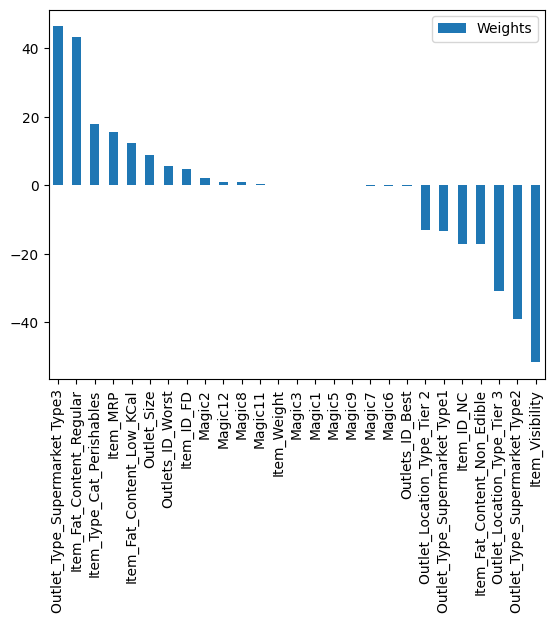 Weights
40
20
0
−20
−40
Outlet_Type_Supermarket Type3
Item_Fat_Content_Regular
Item_Type_Cat_Perishables
Item_MRP
Item_Fat_Content_Low_KCal
Outlet_Size
Outlets_ID_Worst
Item_ID_FD
Magic2
Magic12
Magic8
Magic11
Item_Weight
Magic3
Magic1
Magic5
Magic9
Magic7
Magic6
Outlets_ID_Best
Outlet_Location_Type_Tier 2
Outlet_Type_Supermarket Type1
Item_ID_NC
Item_Fat_Content_Non_Edible
Outlet_Location_Type_Tier 3
Outlet_Type_Supermarket Type2
Item_Visibility